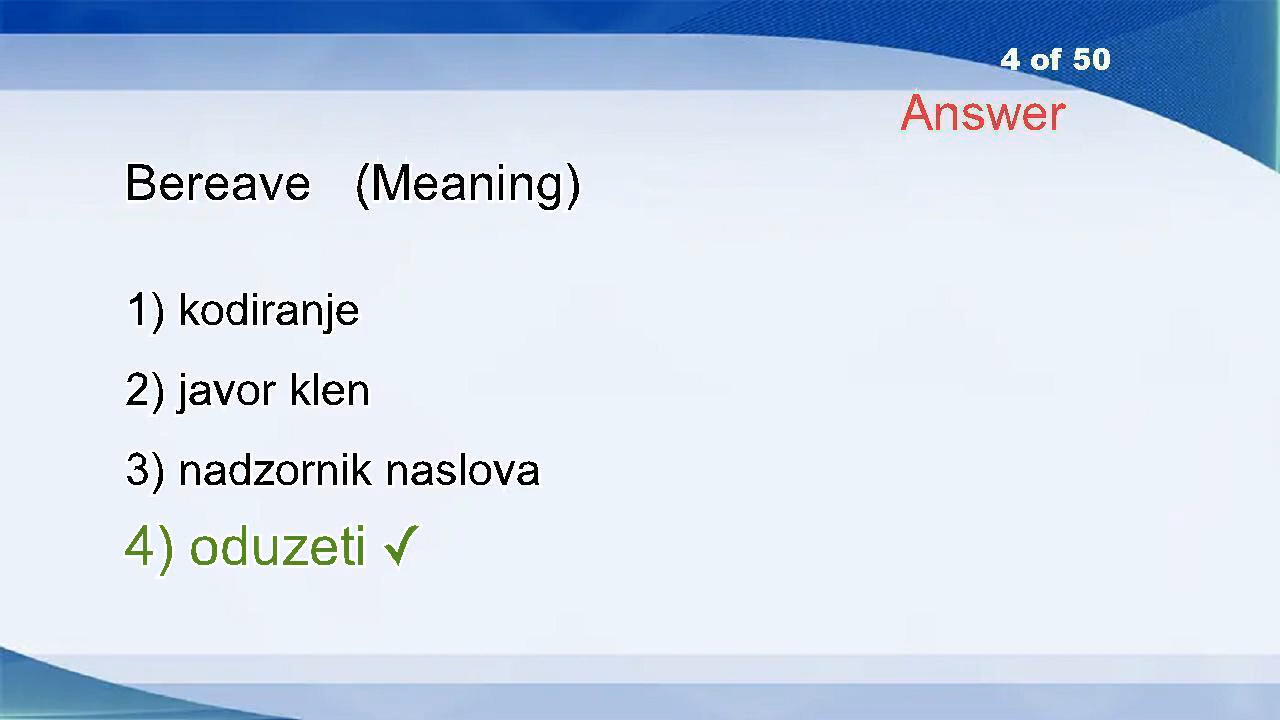 4 of 50
Answer
Bereave (Meaning)
1) kodiranje
2) javor klen
3) nadzornik naslova
4) oduzeti ✓